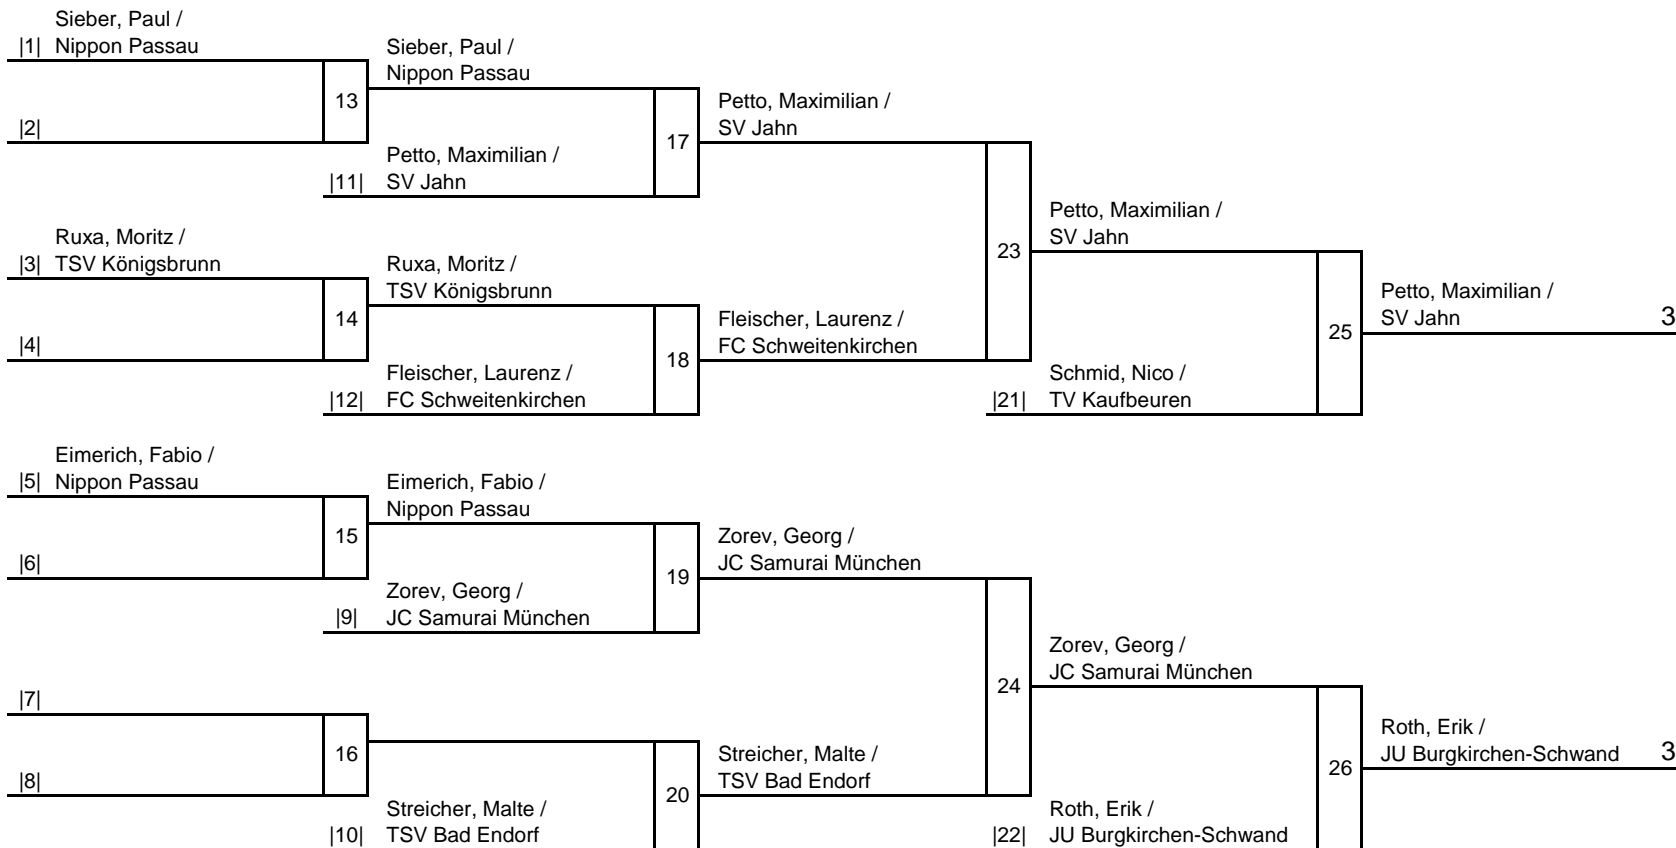 Sieber, Paul /
|1| Nippon Passau
Sieber, Paul /
Nippon Passau
13
Petto, Maximilian /
SV Jahn
|2|
17
Petto, Maximilian /
|11| SV Jahn
Petto, Maximilian /
SV Jahn
Ruxa, Moritz /
|3| TSV Königsbrunn
23
Ruxa, Moritz /
TSV Königsbrunn
Petto, Maximilian /
SV Jahn 3
14
Fleischer, Laurenz /
FC Schweitenkirchen
25
|4|
18
Fleischer, Laurenz /
|12| FC Schweitenkirchen
Schmid, Nico /
|21| TV Kaufbeuren
Eimerich, Fabio /
|5| Nippon Passau
Eimerich, Fabio /
Nippon Passau
15
Zorev, Georg /
JC Samurai München
|6|
19
Zorev, Georg /
|9| JC Samurai München
Zorev, Georg /
JC Samurai München
24
|7|
Roth, Erik /
JU Burgkirchen-Schwand 3
16
Streicher, Malte /
TSV Bad Endorf
26
|8|
20
Streicher, Malte /
|10| TSV Bad Endorf
Roth, Erik /
|22| JU Burgkirchen-Schwand